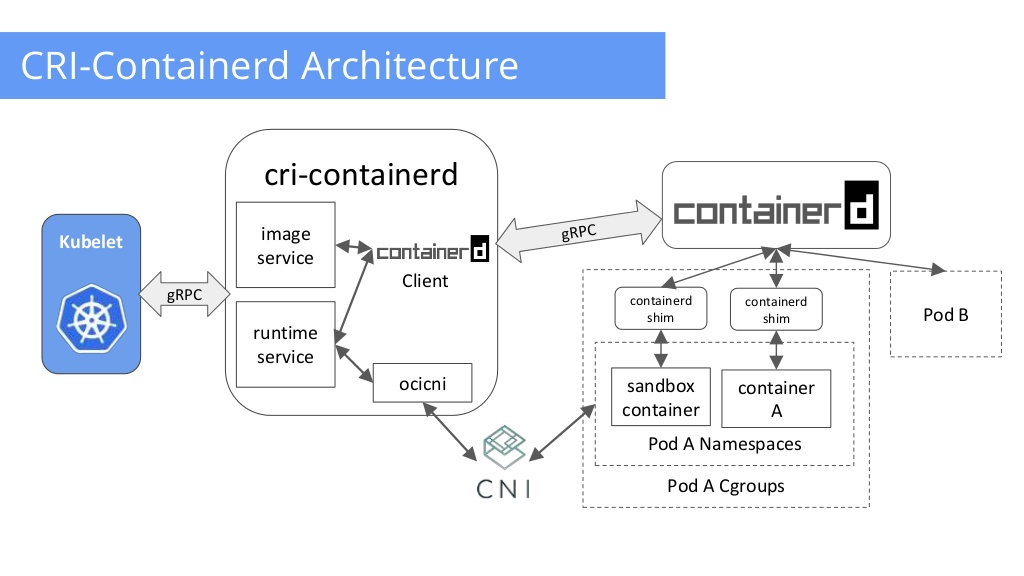 CRI-Containerd Architecture
cri-containerd
Kubelet
gRPC
image
service
runtime
service
containerd
Client
ocicni
gRPC
containerd
containerd
shim
containerd
shim
sandbox
container
container
A
Pod A Namespaces
Pod A Cgroups
Pod B
CNI